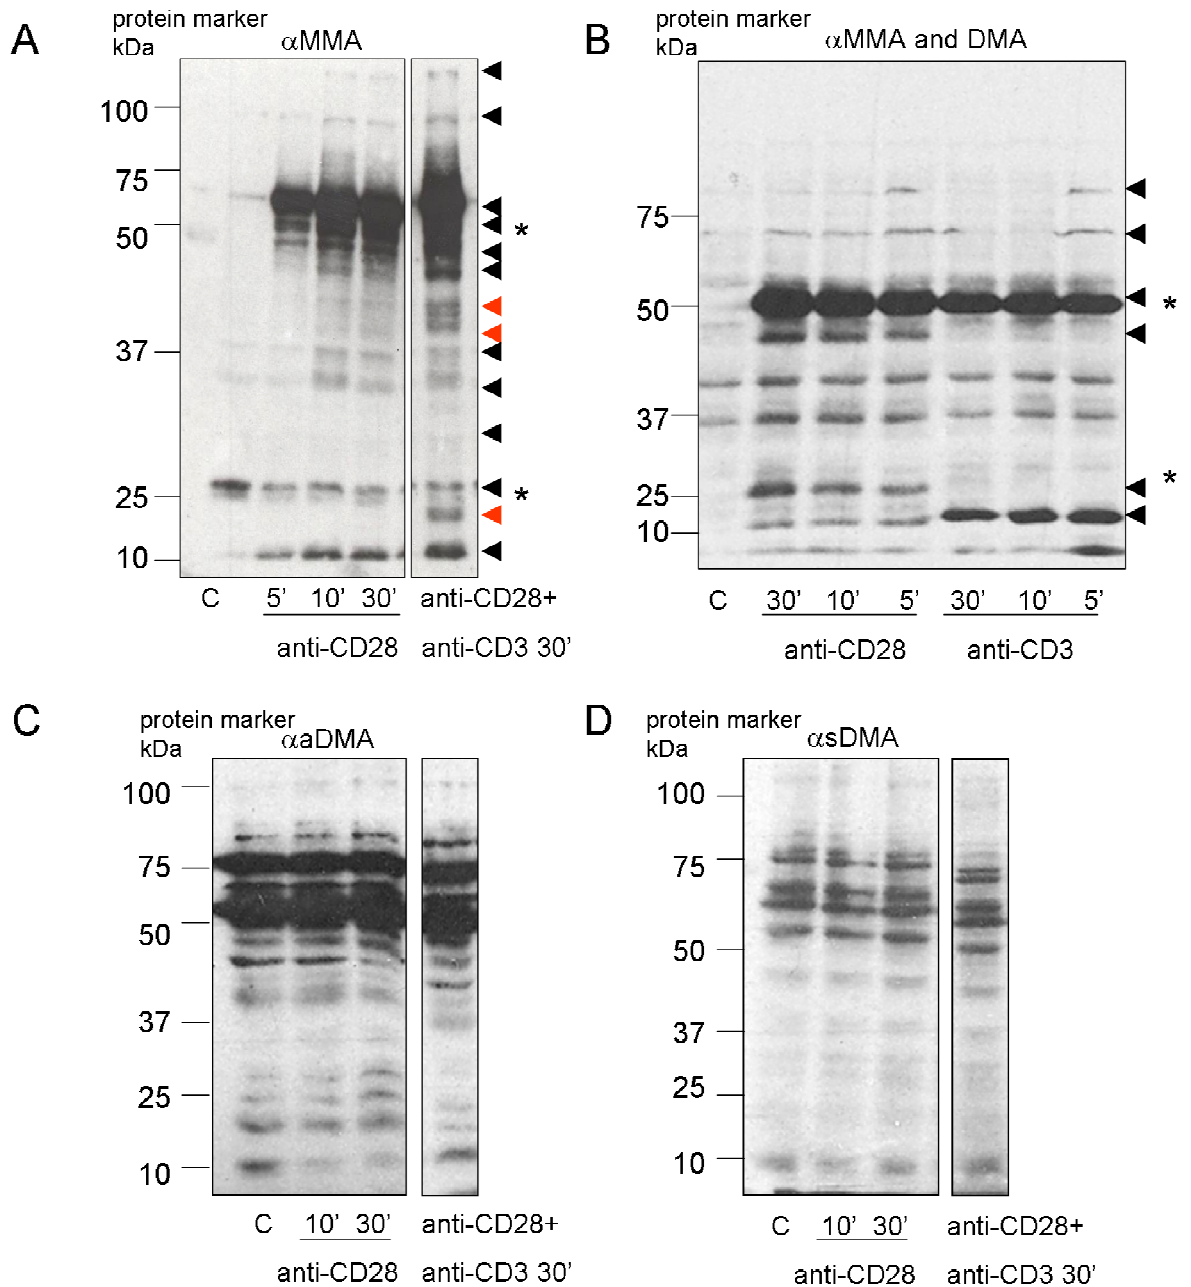 A
protein marker
kDa
αMMA
100
75
50
37
25
10
*
*
C 5’ 10’ 30’ anti-CD28+
anti-CD28 anti-CD3 30’
B
protein marker
kDa
αMMA and DMA
75
50
37
25
10
*
*
C 30’ 10’ 5’ 30’ 10’ 5’
anti-CD28 anti-CD3
C
protein marker
kDa
αaDMA
100
75
50
37
25
10
C 10’ 30’ anti-CD28+
anti-CD28 anti-CD3 30’
D
protein marker
kDa
αsDMA
100
75
50
37
25
10
C 10’ 30’ anti-CD28+
anti-CD28 anti-CD3 30’